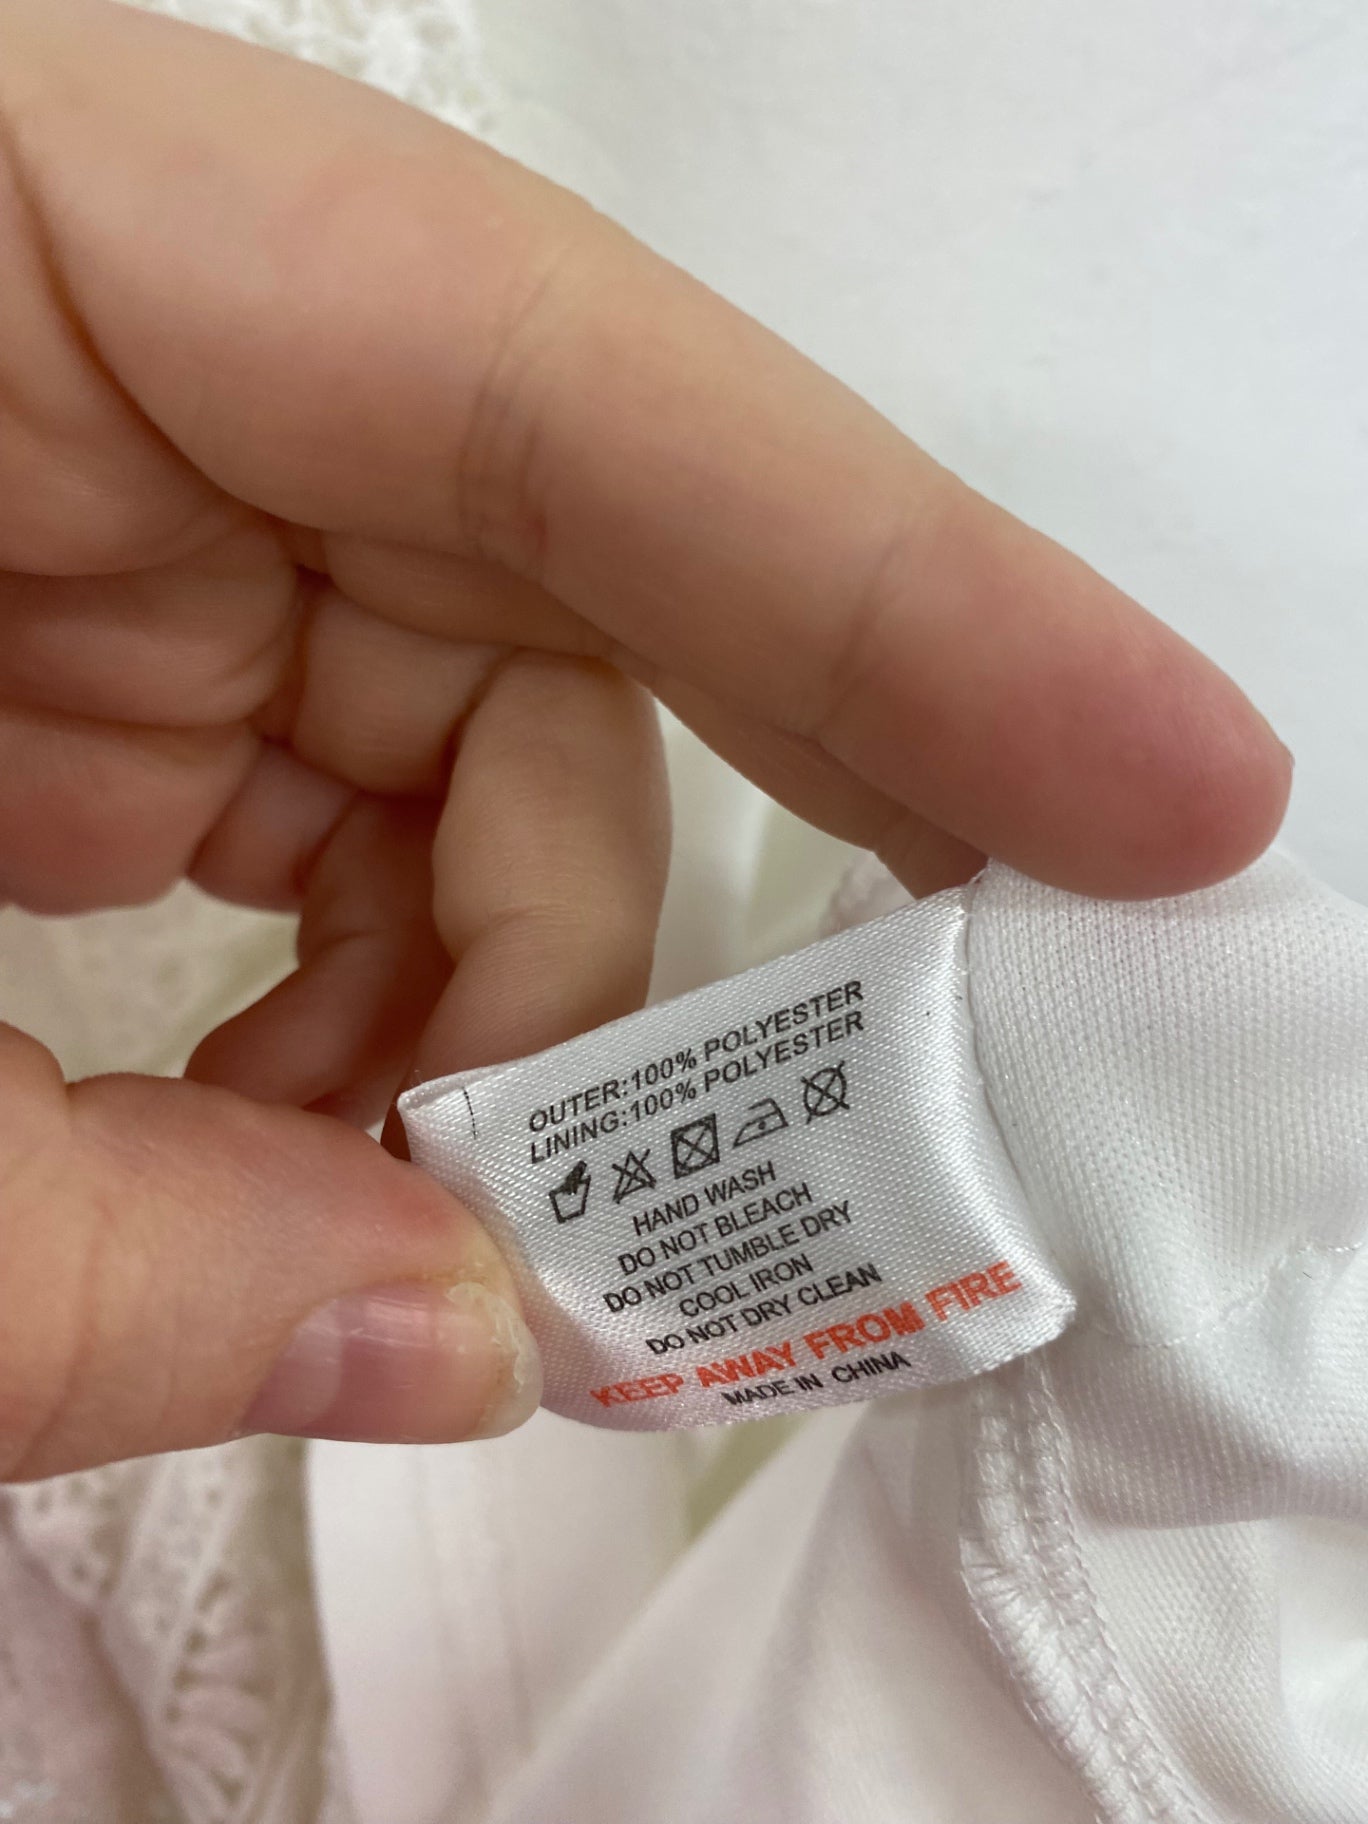 OUTER:100% POLYESTER
LINING:100% POLYESTER
HAND WASH
DO NOT BLEACH
DO NOT TUMBLE DRY
COOL IRON
DO NOT DRY CLEAN
KEEP AWAY FROM FIRE
MADE IN CHINA